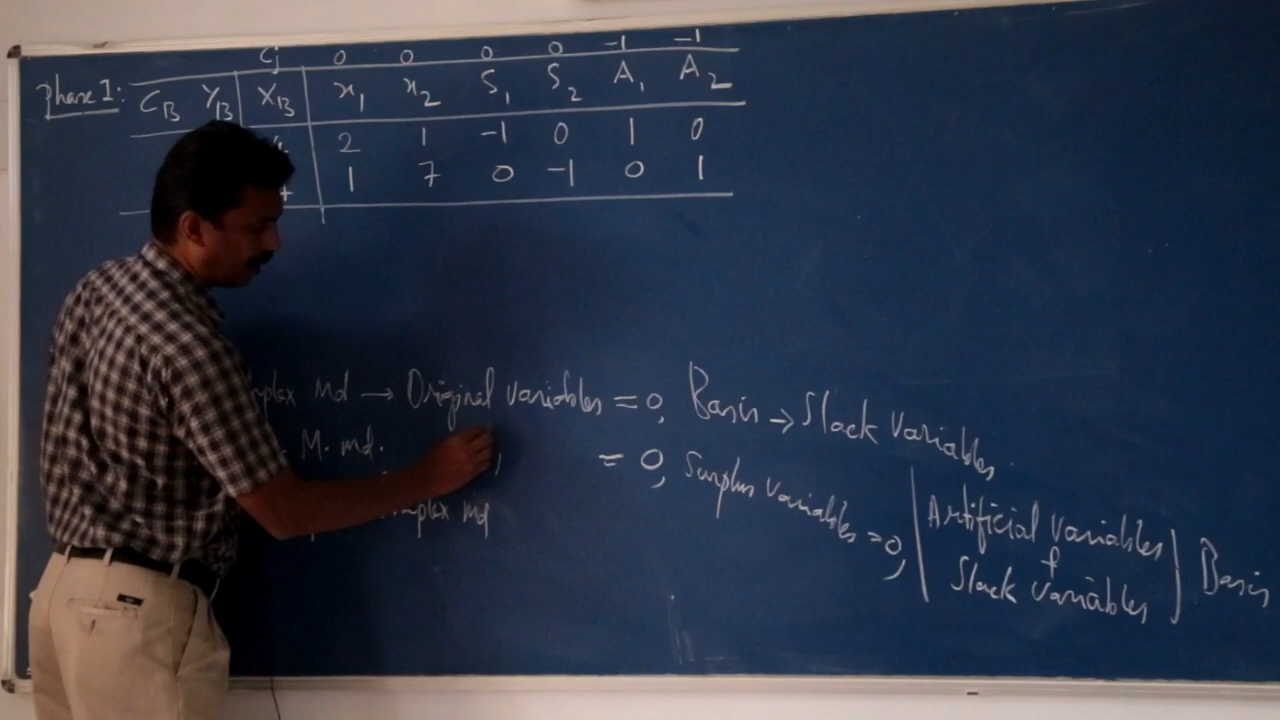 Cj 0 0 0 0 -1 -1
Phase I: CB YB XB x1 x2 S1 S2 A1 A2
2 1 -1 0 1 0
1 7 0 -1 0 1
md → Original variables = 0, Basis → Slack Variables
M. md. = 0, Surplus Variables = 0, Artificial Variables
+ Basis
md Slack Variables